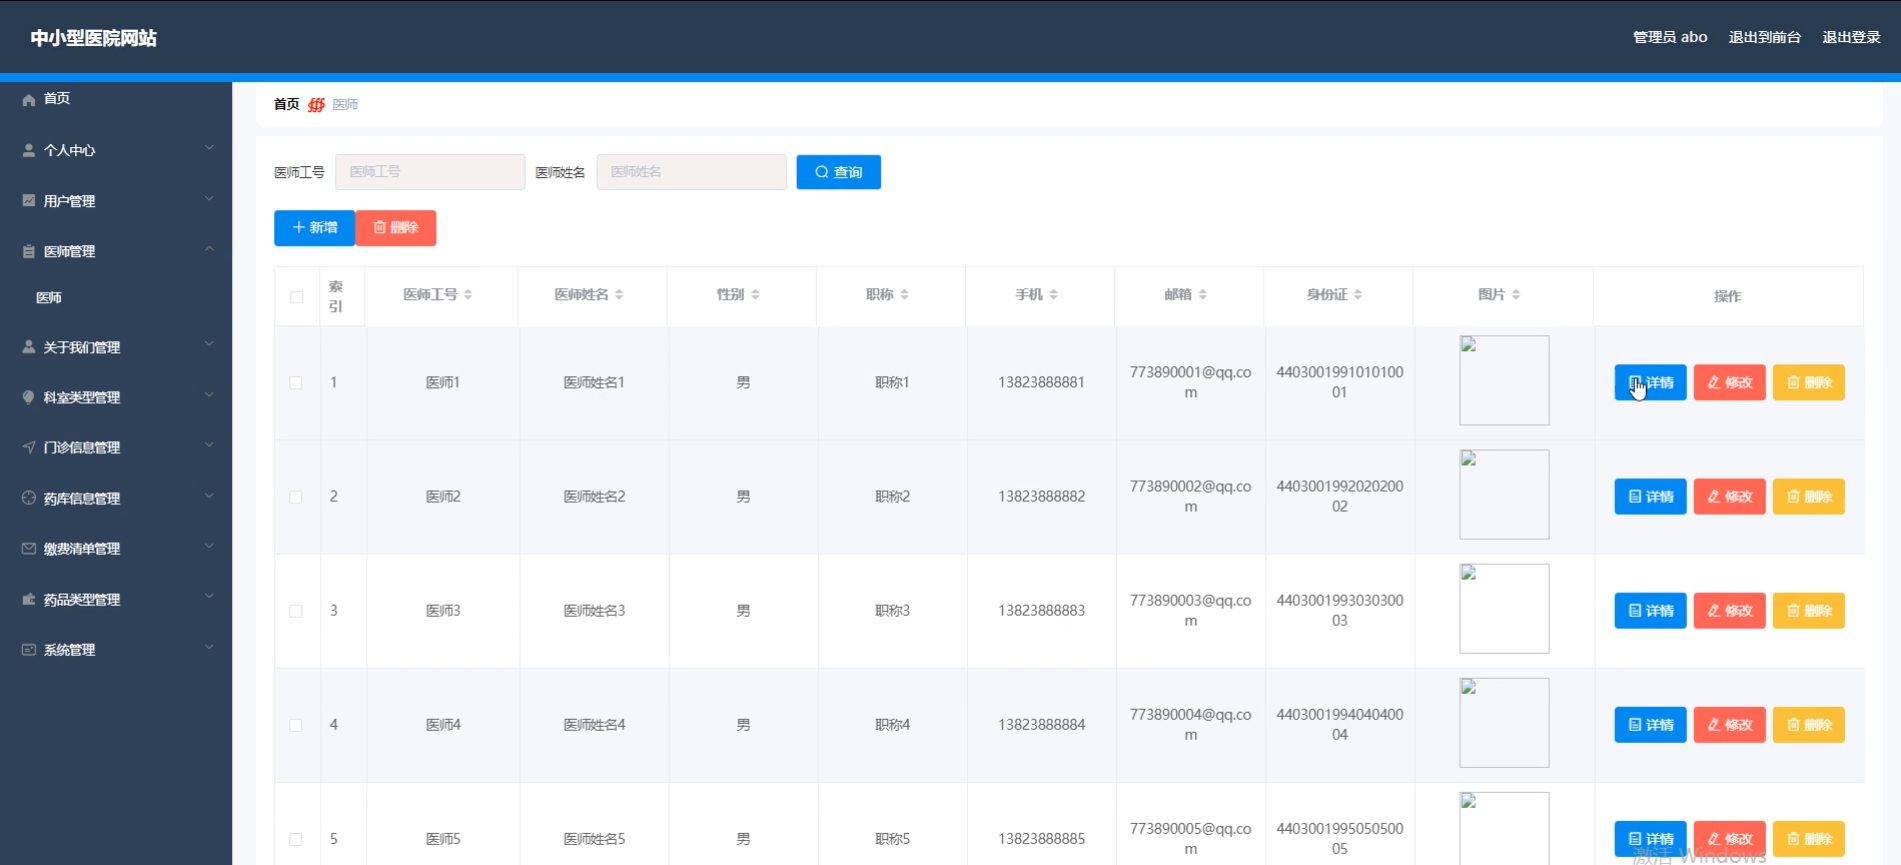 中小型医院网站
管理员 abo 退出到前台 退出登录
首页
个人中心
用户管理
医师管理
医师
关于我们管理
科室类型管理
门诊信息管理
药库信息管理
缴费清单管理
药品类型管理
系统管理
首页 医师
医师工号 医师工号 医师姓名 医师姓名 查询
新增 删除
索引 医师工号 医师姓名 性别 职称 手机 邮箱 身份证 图片 操作
1 医师1 医师姓名1 男 职称1 13823888881 773890001@qq.com 440300199101010001 详情 修改 删除
2 医师2 医师姓名2 男 职称2 13823888882 773890002@qq.com 440300199202020002 详情 修改 删除
3 医师3 医师姓名3 男 职称3 13823888883 773890003@qq.com 440300199303030003 详情 修改 删除
4 医师4 医师姓名4 男 职称4 13823888884 773890004@qq.com 440300199404040004 详情 修改 删除
5 医师5 医师姓名5 男 职称5 13823888885 773890005@qq.com 440300199505050005 详情 修改 删除
激活 Windows